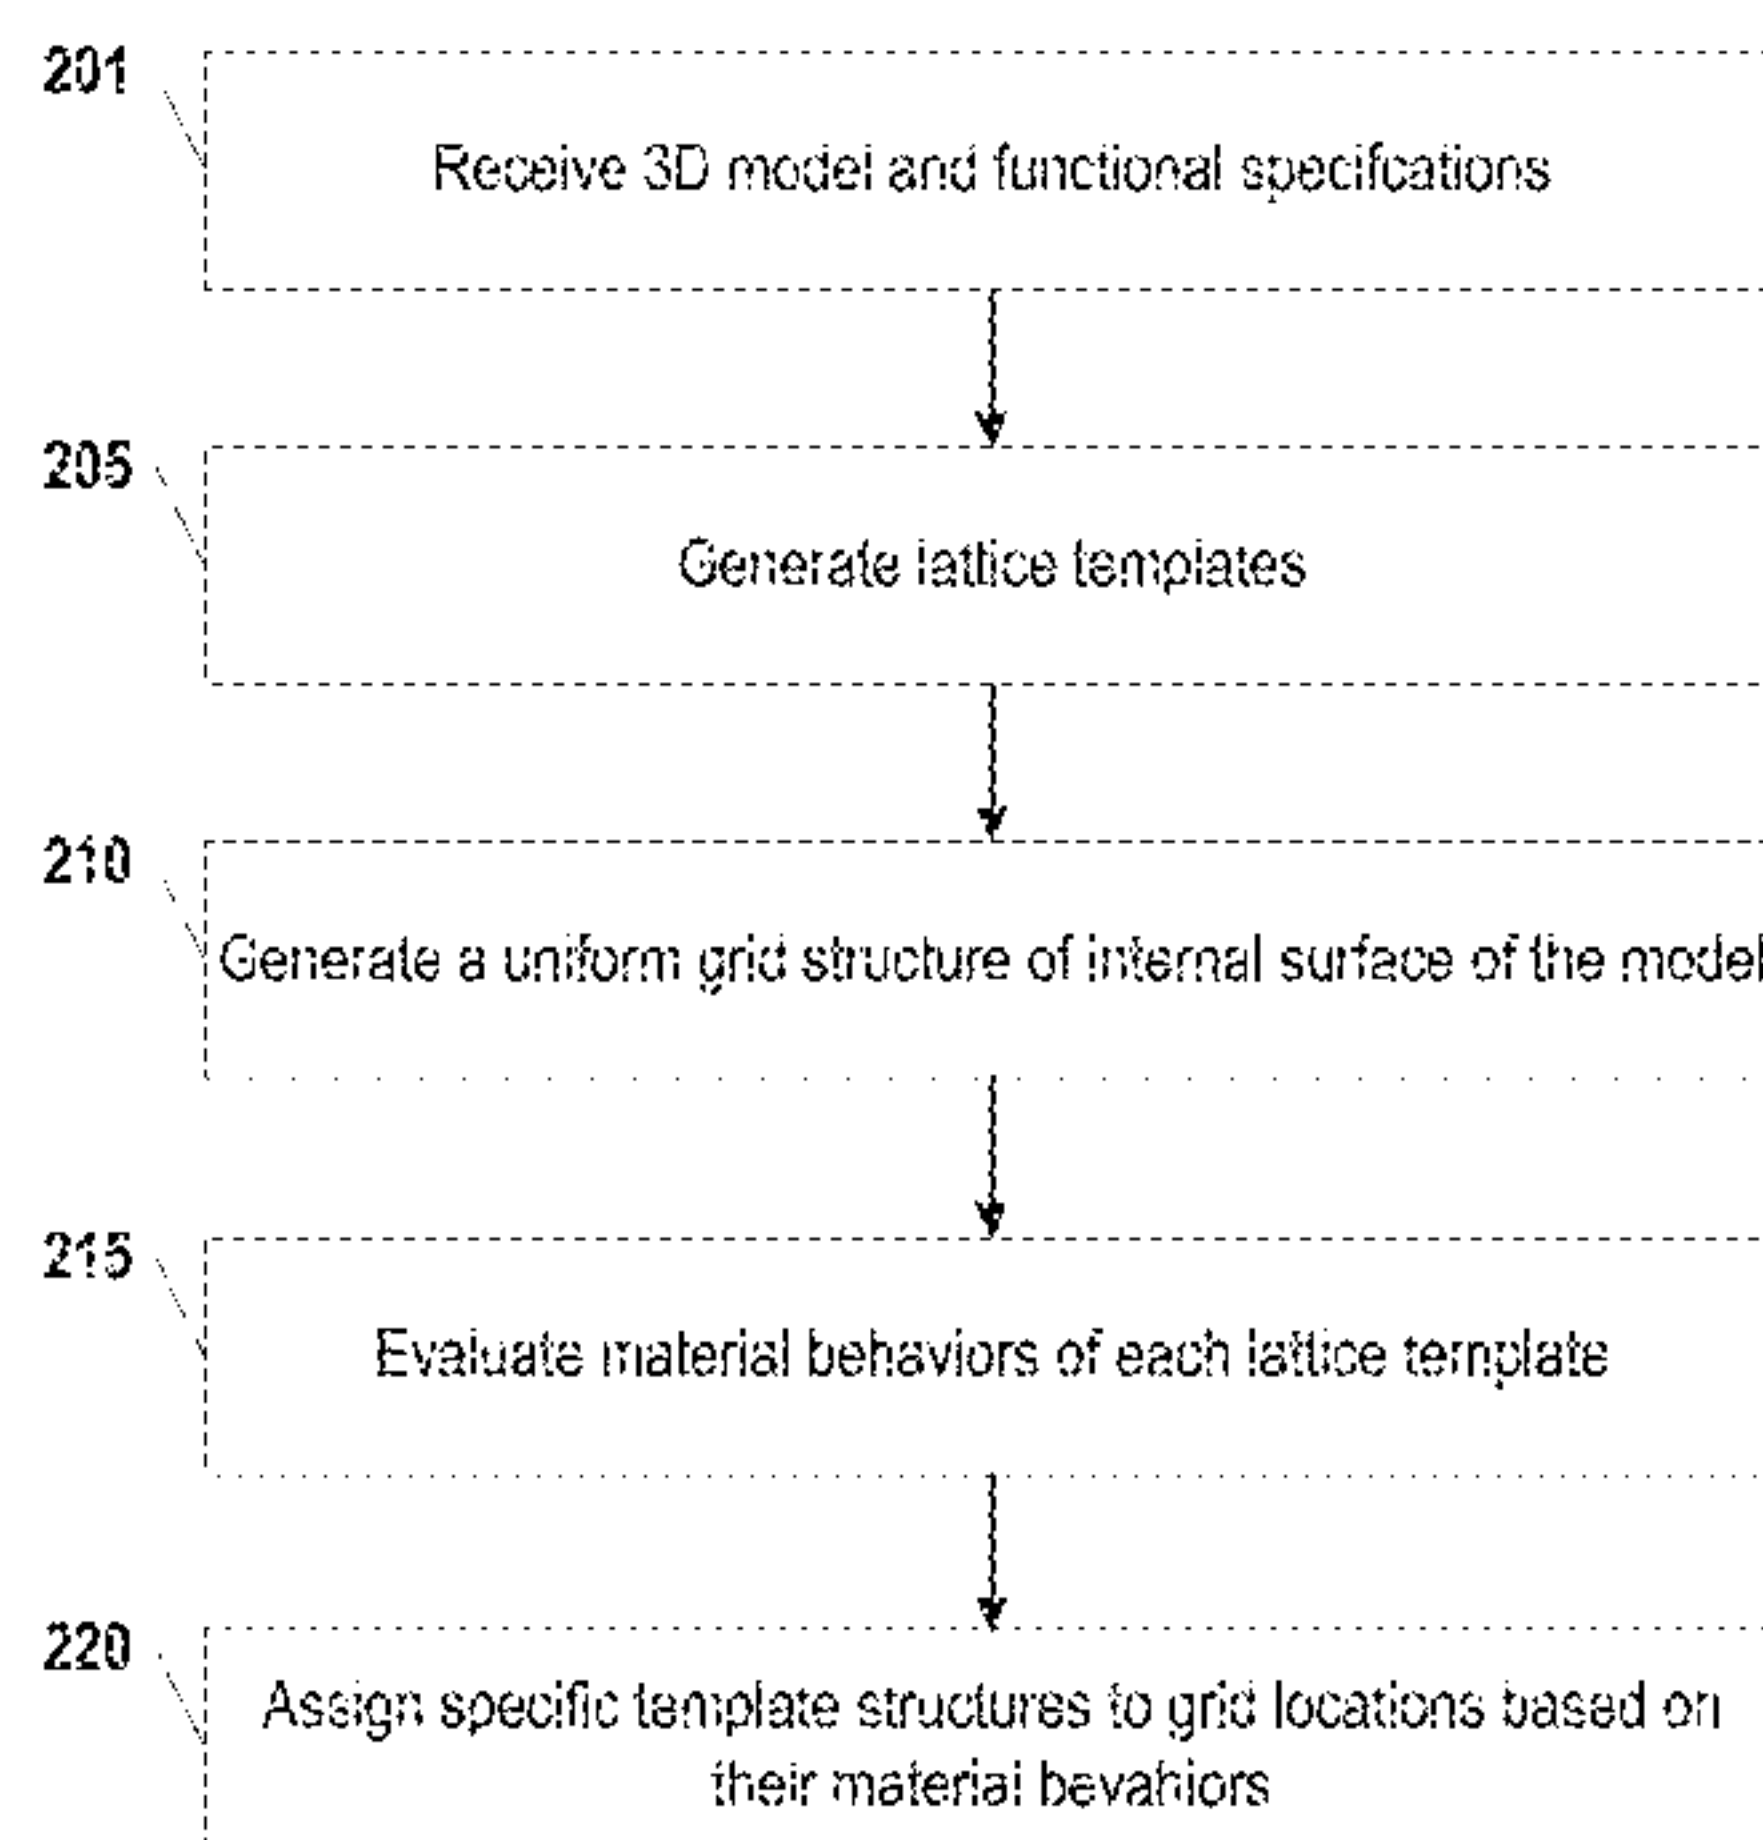 201
Receive 3D model and functional specifcations
205
Generate lattice templates
210
Generate a uniform grid structure of internal surface of the model
215
Evaluate material behaviors of each lattice template
220
Assign specific template structures to grid locations based on
their material bevahiors